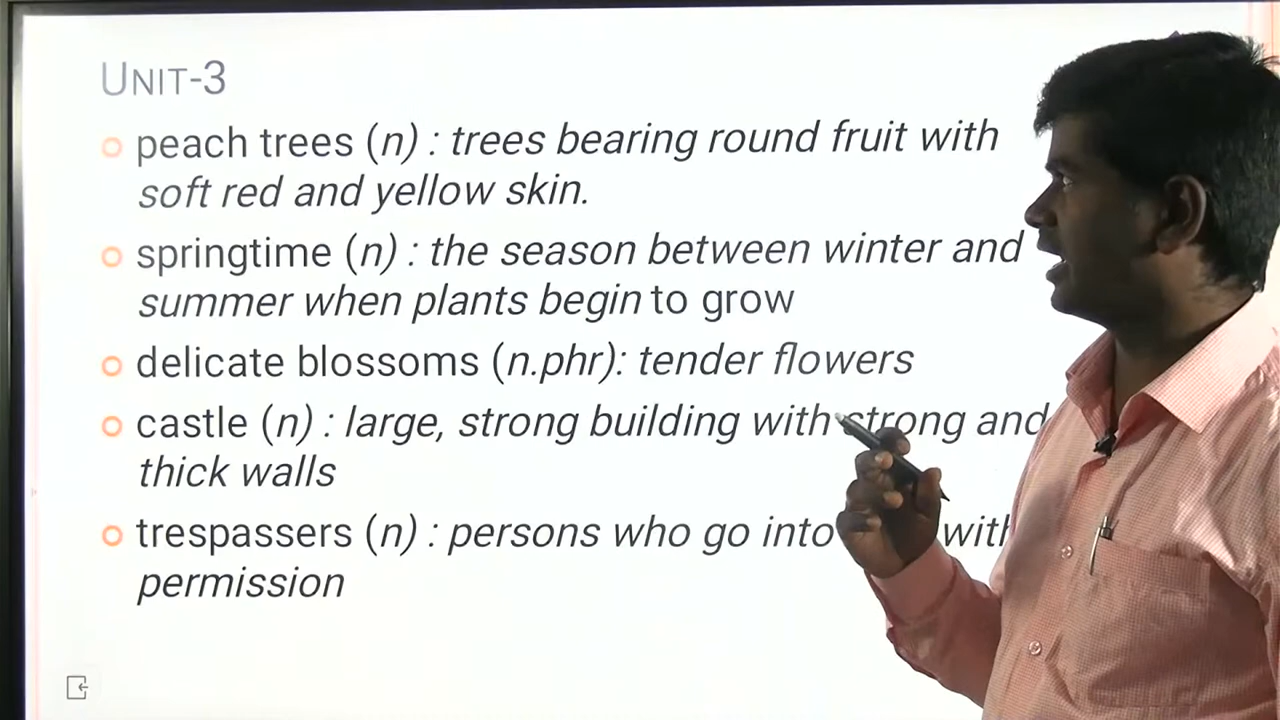 UNIT-3
peach trees (n) : trees bearing round fruit with
soft red and yellow skin.
springtime (n) : the season between winter and
summer when plants begin to grow
delicate blossoms (n.phr): tender flowers
castle (n) : large, strong building with strong and
thick walls
trespassers (n) : persons who go into
permission